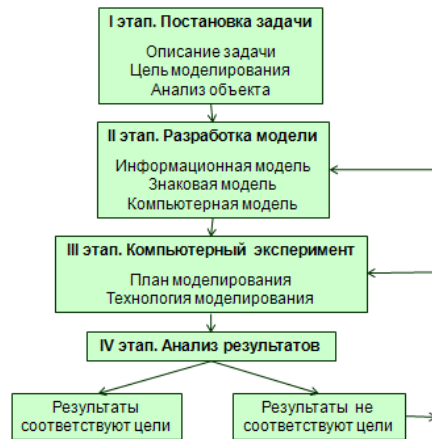 I этап. Постановка задачи
Описание задачи
Цель моделирования
Анализ объекта
II этап. Разработка модели
Информационная модель
Знаковая модель
Компьютерная модель
III этап. Компьютерный эксперимент
План моделирования
Технология моделирования
IV этап. Анализ результатов
Результаты
соответствуют цели
Результаты не
соответствуют цели